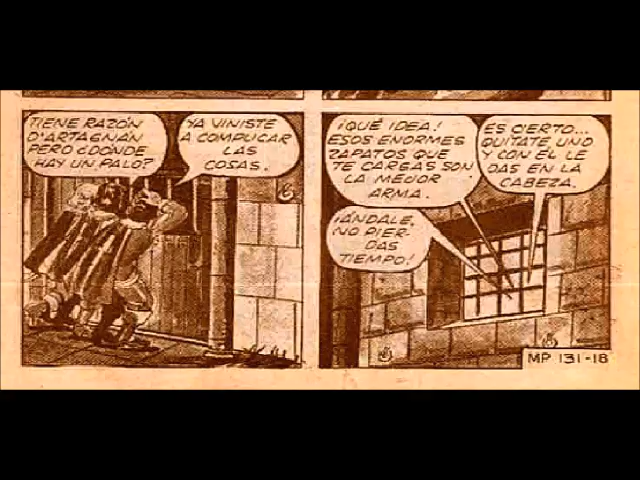 TIENE RAZÓN
D'ARTAGNAN
PERO ¿DÓNDE
HAY UN PALO?
YA VINISTE
A COMPLICAR
LAS
COSAS.
¡QUÉ IDEA!
ESOS ENORMES
ZAPATOS QUE
TE CARGAS SON
LA MEJOR
ARMA.
ES CIERTO...
QUITATE UNO
Y CON ÉL LE
DAS EN LA
CABEZA.
¡ÁNDALE,
NO PIER-
DAS
TIEMPO!
MP 131-18